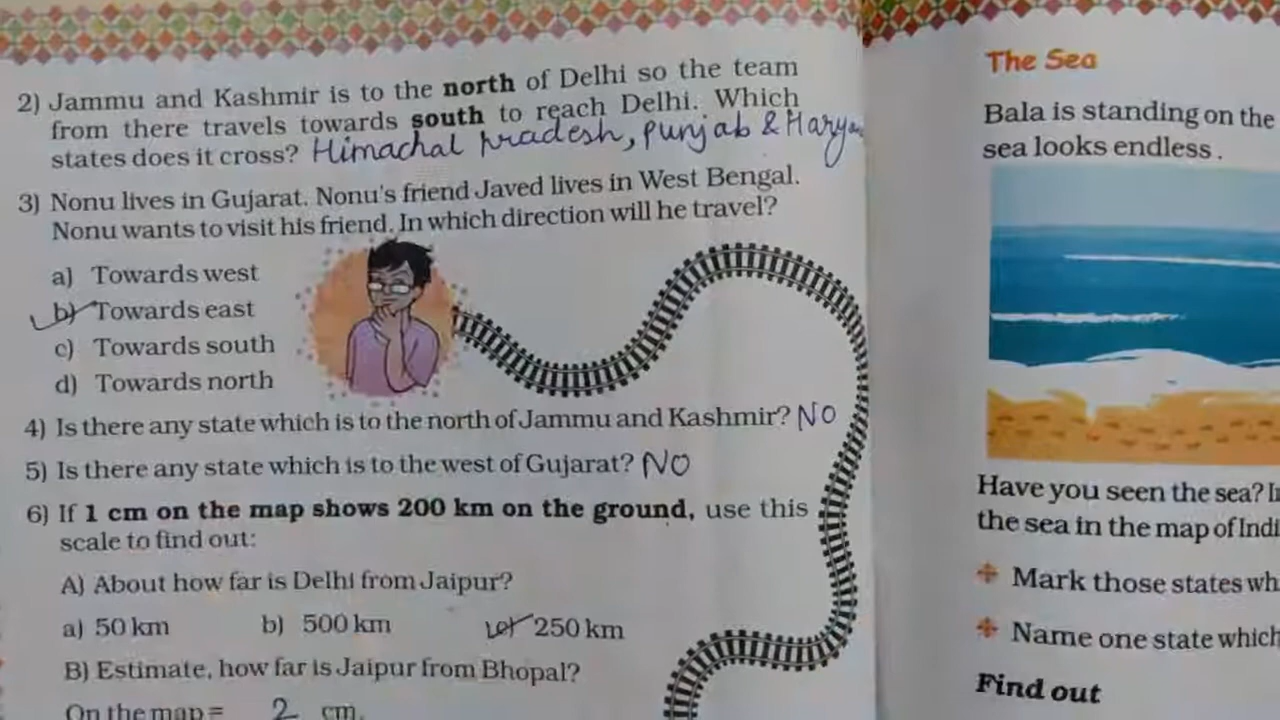 2) Jammu and Kashmir is to the north of Delhi so the team
from there travels towards south to reach Delhi. Which
states does it cross? Himachal pradesh, punjab &
3) Nonu lives in Gujarat. Nonu's friend Javed lives in West Bengal.
Nonu wants to visit his friend. In which direction will he travel?
a) Towards west
b) Towards east
c) Towards south
d) Towards north
4) Is there any state which is to the north of Jammu and Kashmir? NO
5) Is there any state which is to the west of Gujarat? NO
6) If 1 cm on the map shows 200 km on the ground, use this
scale to find out:
A) About how far is Delhi from Jaipur?
a) 50 km b) 500 km c) 250 km
B) Estimate, how far is Jaipur from Bhopal?
On the map = 2 cm.
The Sea
Bala is standing on the
sea looks endless.
Have you seen the sea?
the sea in the map of
Mark those states
Name one state
Find out